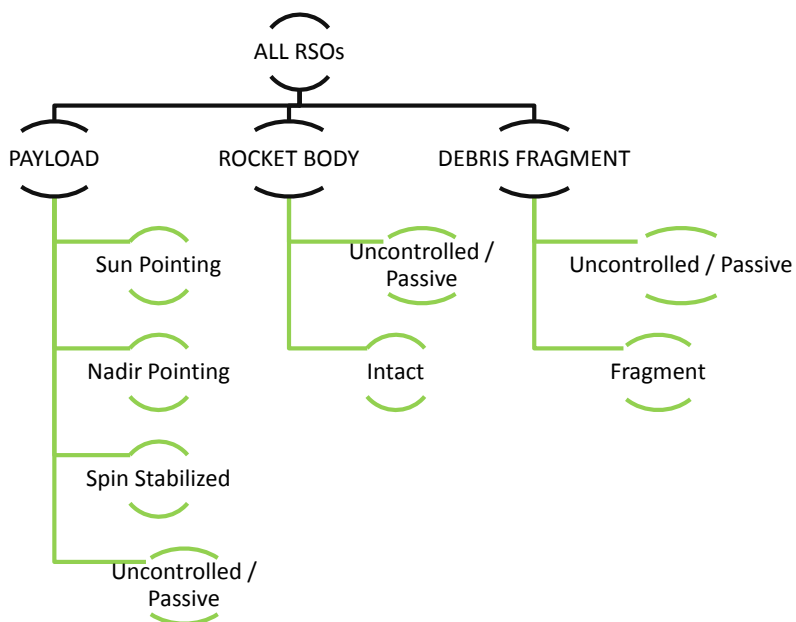 ALL RSOs
PAYLOAD
ROCKET BODY
DEBRIS FRAGMENT
Sun Pointing
Nadir Pointing
Spin Stabilized
Uncontrolled /
Passive
Uncontrolled /
Passive
Intact
Uncontrolled / Passive
Fragment